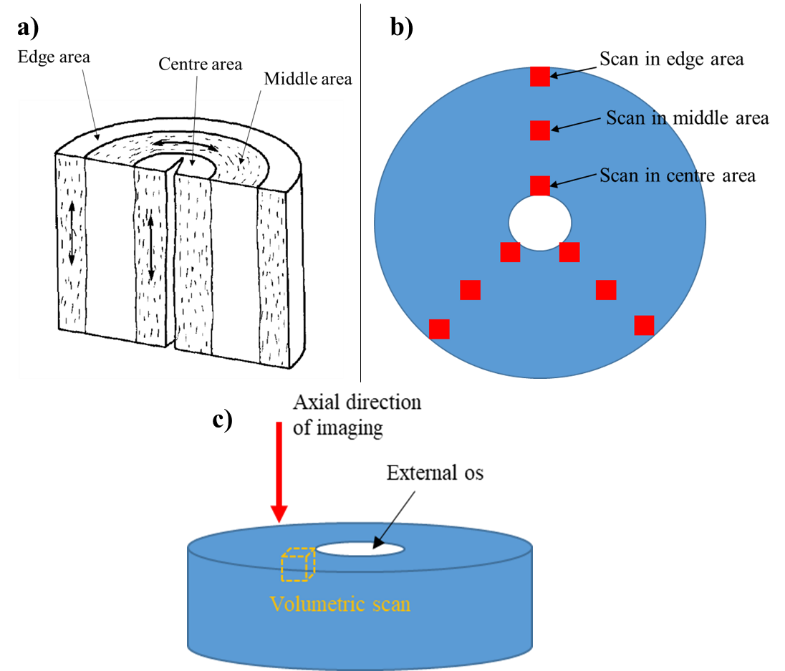 a)
Edge area
Centre area
Middle area
b)
Scan in edge area
Scan in middle area
Scan in centre area
c)
Axial direction
of imaging
External os
Volumetric scan